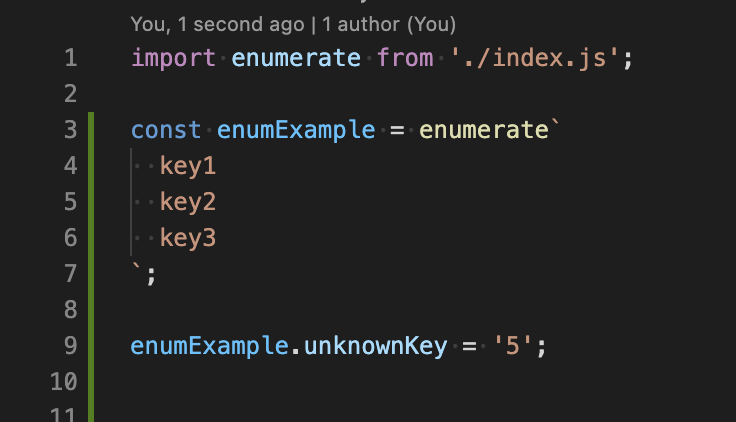 You, 1 second ago | 1 author (You)
1 import enumerate from './index.js';
2
3 const enumExample = enumerate`
4   key1
5   key2
6   key3
7 `;
8
9 enumExample.unknownKey = '5';
10
11